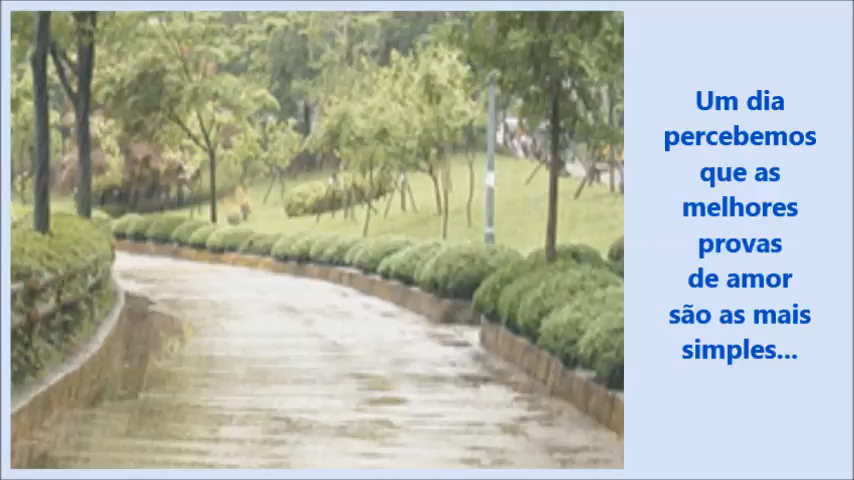 Um dia
percebemos
que as
melhores
provas
de amor
são as mais
simples...